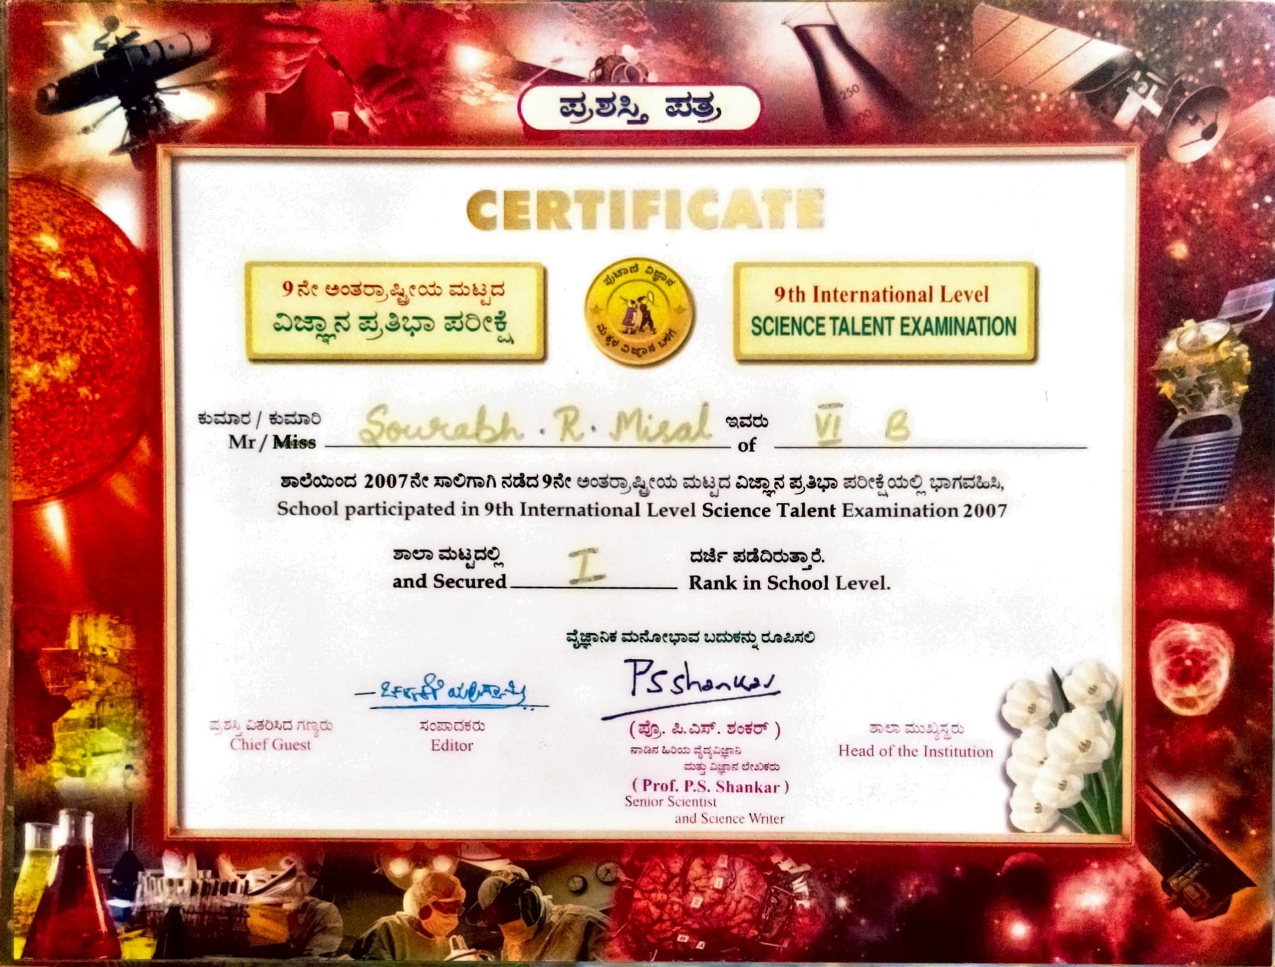 ಪ್ರಶಸ್ತಿ ಪತ್ರ
CERTIFICATE
9ನೇ ಅಂತರ್ರಾಷ್ಟ್ರೀಯ ಮಟ್ಟದ
ವಿಜ್ಞಾನ ಪ್ರತಿಭಾ ಪರೀಕ್ಷೆ
ಪುಟಾಣಿ ವಿಜ್ಞಾನ
ಮಕ್ಕಳ ವಿಜ್ಞಾನ ಬಳಗ
9th International Level
SCIENCE TALENT EXAMINATION
ಕುಮಾರ / ಕುಮಾರಿ Sourabh . R. Misal ಇವರು VI B
Mr / Miss of
ಶಾಲೆಯಿಂದ 2007ನೇ ಸಾಲಿಗಾಗಿ ನಡೆದ 9ನೇ ಅಂತರ್ರಾಷ್ಟ್ರೀಯ ಮಟ್ಟದ ವಿಜ್ಞಾನ ಪ್ರತಿಭಾ ಪರೀಕ್ಷೆಯಲ್ಲಿ ಭಾಗವಹಿಸಿ,
School participated in 9th International Level Science Talent Examination 2007
ಶಾಲಾ ಮಟ್ಟದಲ್ಲಿ I ದರ್ಜೆ ಪಡೆದಿರುತ್ತಾರೆ.
and Secured Rank in School Level.
ವೈಜ್ಞಾನಿಕ ಮನೋಭಾವ ಬದುಕನ್ನು ರೂಪಿಸಲಿ
PSshankar
ಪ್ರಶಸ್ತಿ ವಿತರಿಸಿದ ಗಣ್ಯರು
Chief Guest
ಸಂಪಾದಕರು
Editor
(ಪ್ರೊ. ಪಿ.ಎಸ್. ಶಂಕರ್)
ನಾಡಿನ ಹಿರಿಯ ವೈದ್ಯವಿಜ್ಞಾನಿ
ಮತ್ತು ವಿಜ್ಞಾನ ಲೇಖಕರು
(Prof. P.S. Shankar)
Senior Scientist
and Science Writer
ಶಾಲಾ ಮುಖ್ಯಸ್ಥರು
Head of the Institution